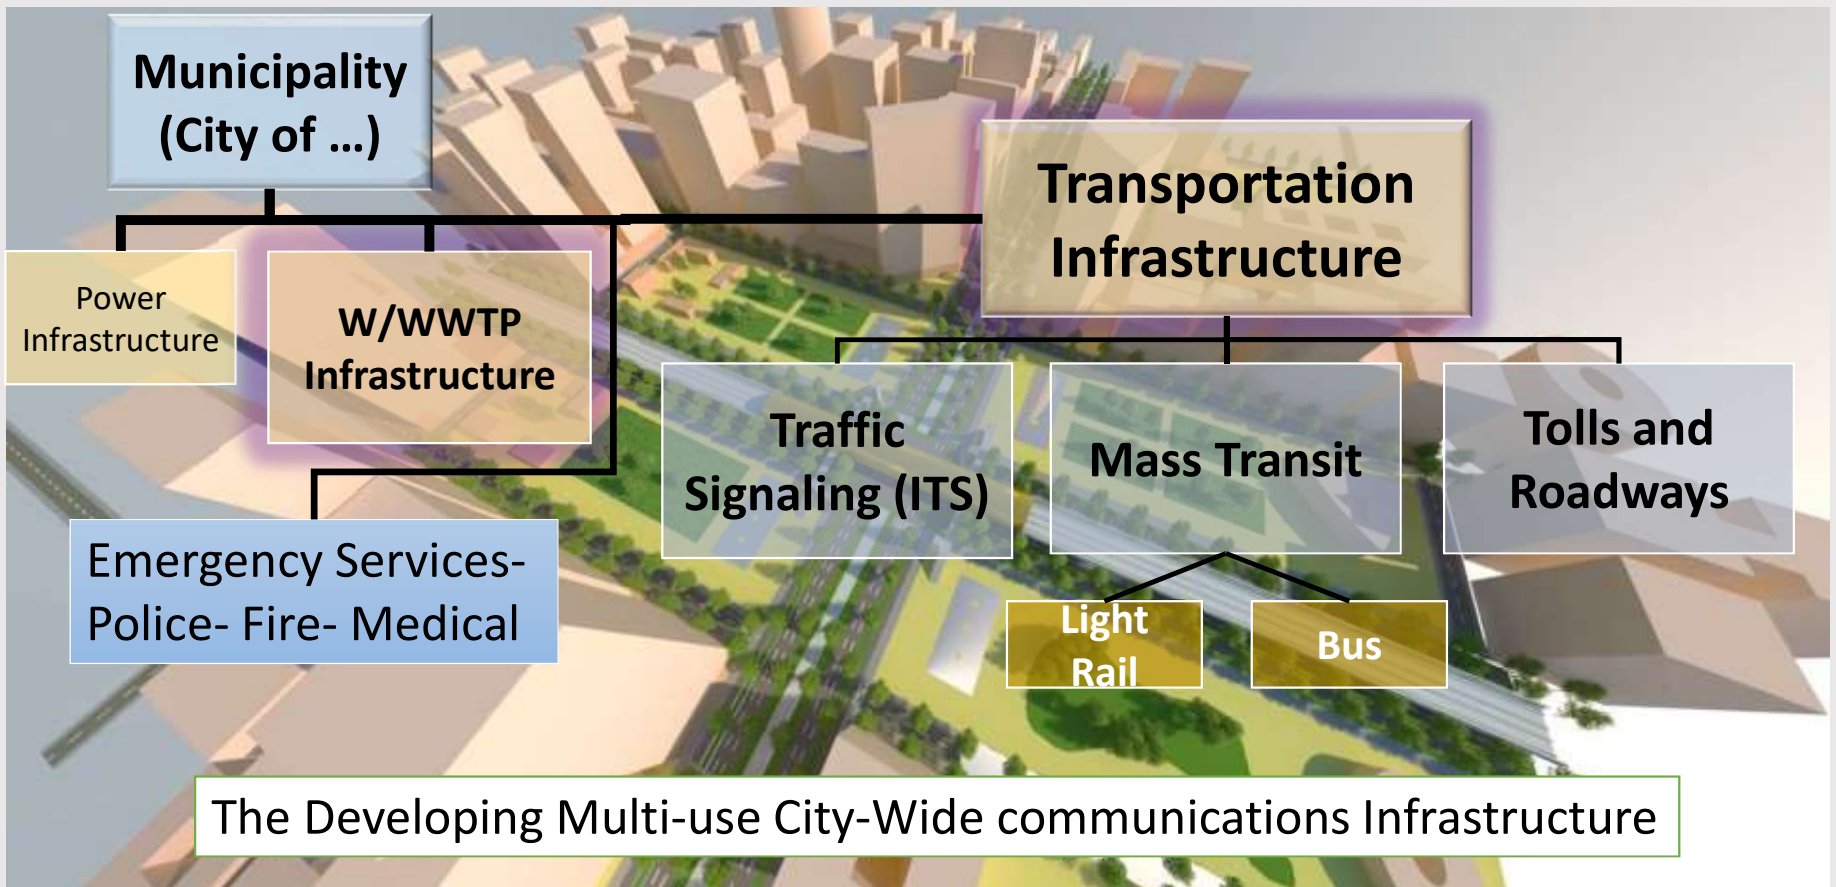 Municipality
(City of …)
Transportation
Infrastructure
Power
Infrastructure
W/WWTP
Infrastructure
Traffic
Signaling (ITS)
Mass Transit
Tolls and
Roadways
Emergency Services-
Police- Fire- Medical
Light
Rail
Bus
The Developing Multi-use City-Wide communications Infrastructure